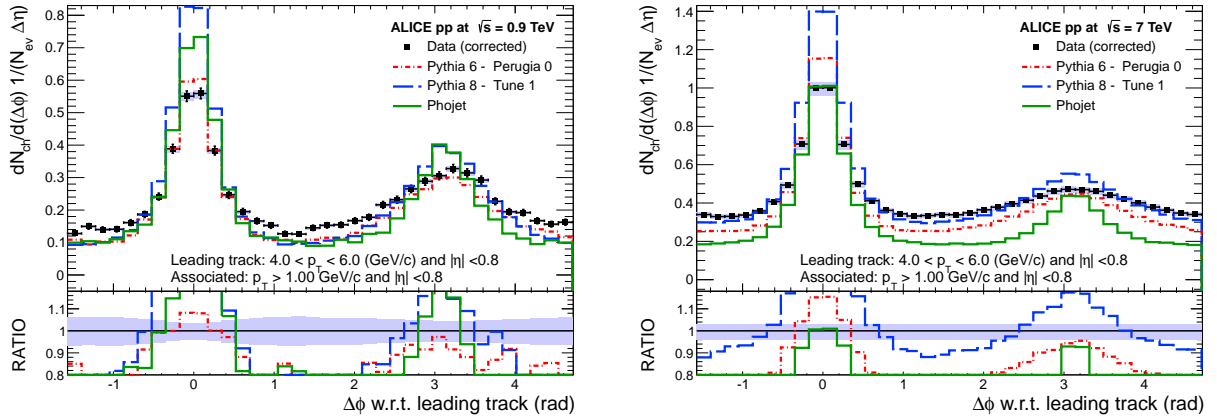 ALICE pp at √s = 0.9 TeV
Data (corrected)
Pythia 6 - Perugia 0
Pythia 8 - Tune 1
Phojet
dN_ch/d(Δϕ) 1/(N_ev Δη)
0.8
0.7
0.6
0.5
0.4
0.3
0.2
0.1
0
Leading track: 4.0 < p_T < 6.0 (GeV/c) and |η| <0.8
Associated: p_T > 1.00 GeV/c and |η| <0.8
RATIO
1.1
1
0.9
0.8
-1 0 1 2 3 4
Δϕ w.r.t. leading track (rad)
ALICE pp at √s = 7 TeV
Data (corrected)
Pythia 6 - Perugia 0
Pythia 8 - Tune 1
Phojet
dN_ch/d(Δϕ) 1/(N_ev Δη)
1.4
1.2
1
0.8
0.6
0.4
0.2
0
Leading track: 4.0 < p_T < 6.0 (GeV/c) and |η| <0.8
Associated: p_T > 1.00 GeV/c and |η| <0.8
RATIO
1.1
1
0.9
0.8
-1 0 1 2 3 4
Δϕ w.r.t. leading track (rad)